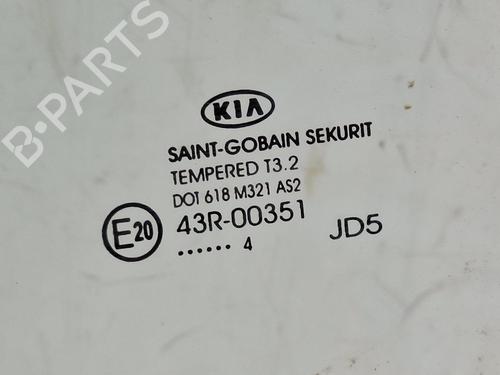 B-PARTS
KIA
SAINT-GOBAIN SEKURIT
TEMPERED T3.2
DOT 618 M321 AS2
E20 43R-00351
...... 4 JD5